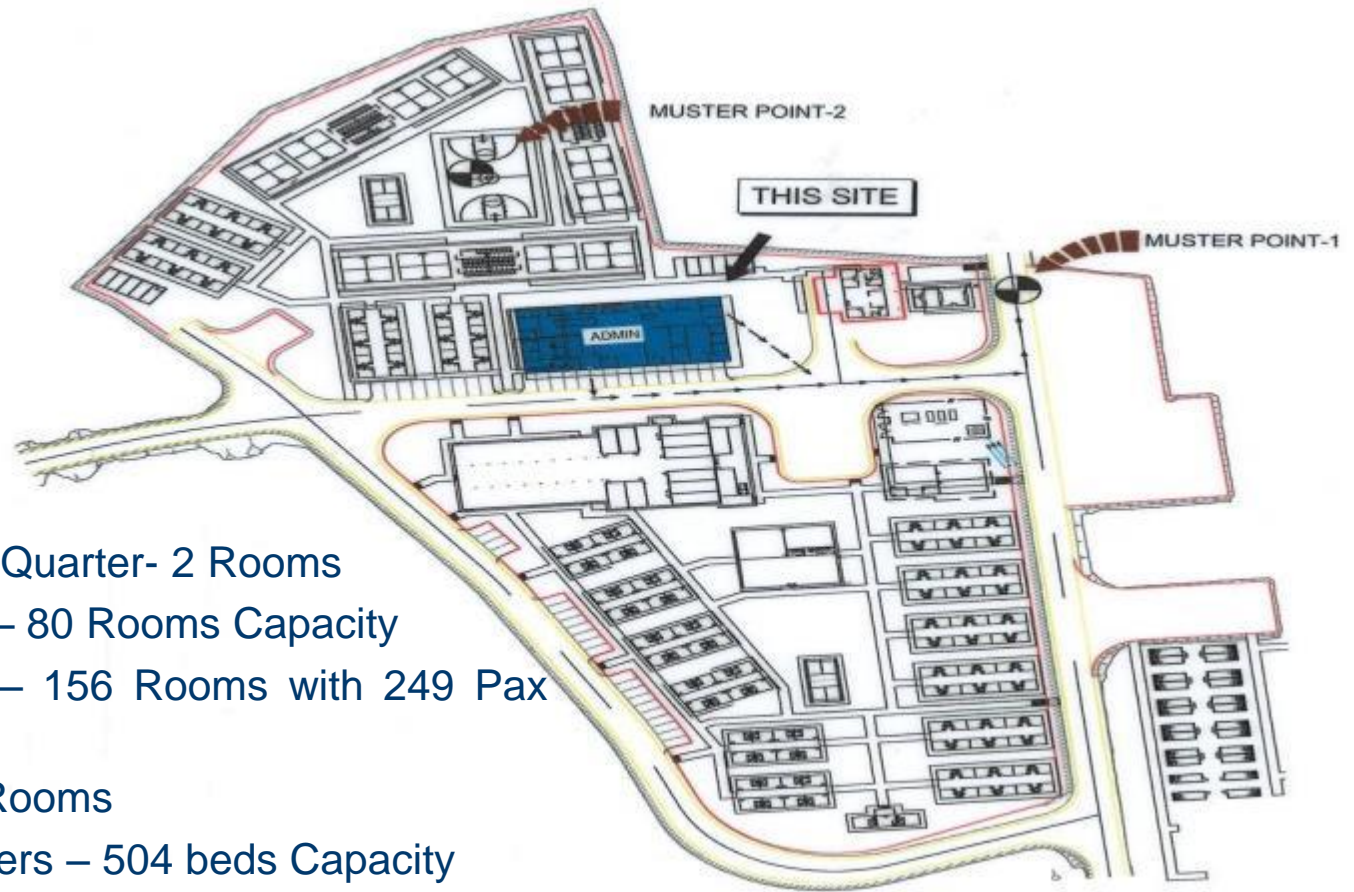 MUSTER POINT-2
THIS SITE
MUSTER POINT-1
ADMIN
Quarter- 2 Rooms
– 80 Rooms Capacity
– 156 Rooms with 249 Pax
Rooms
ers – 504 beds Capacity